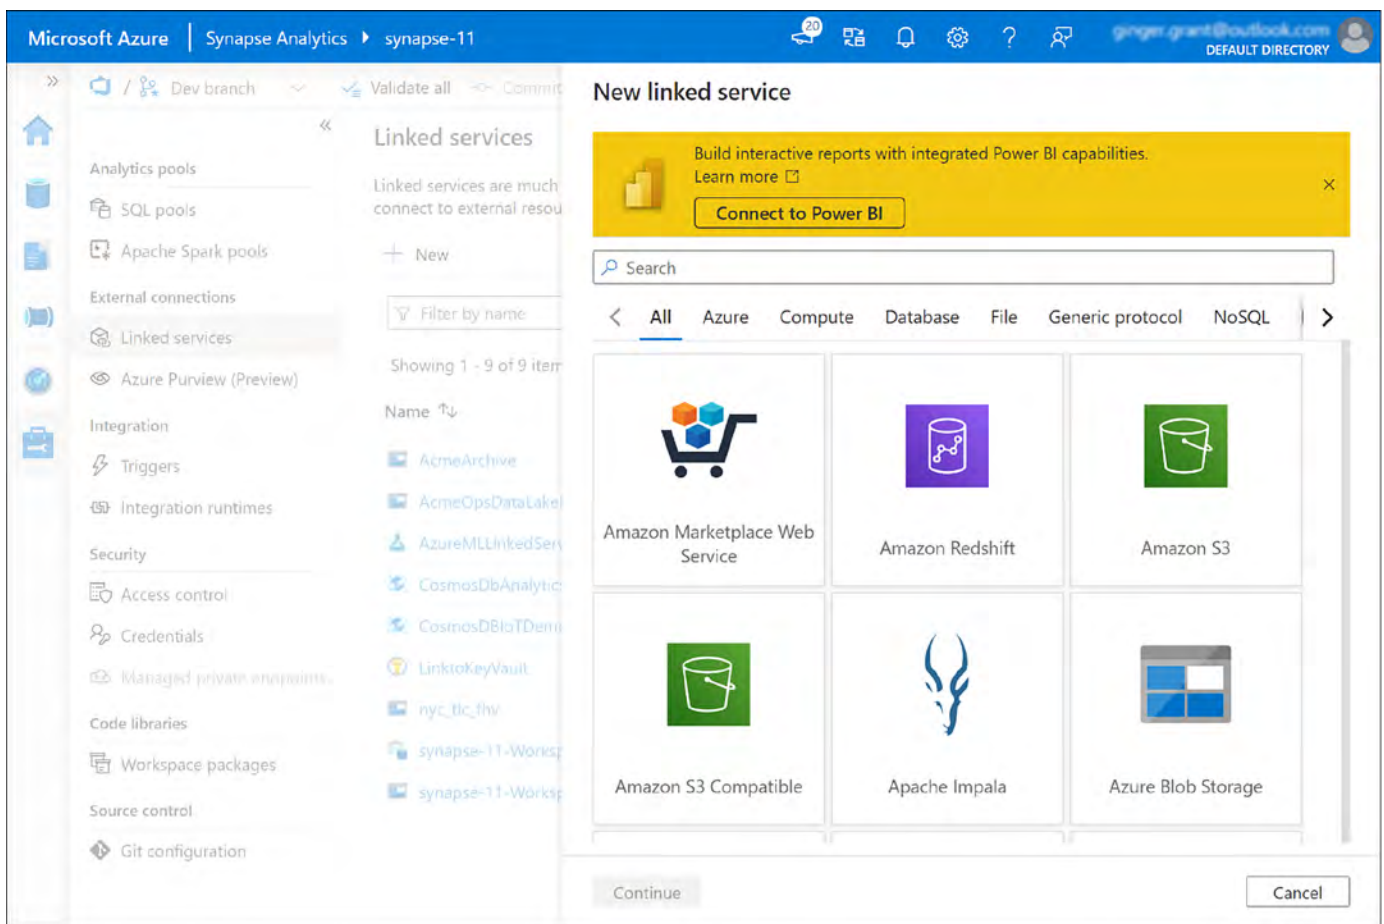 Microsoft Azure | Synapse Analytics ▸ synapse-11
20
DEFAULT DIRECTORY
/ Dev branch
Validate all
Commit
Analytics pools
SQL pools
Apache Spark pools
External connections
Linked services
Azure Purview (Preview)
Integration
Triggers
Integration runtimes
Security
Access control
Credentials
Managed private endpoints
Code libraries
Workspace packages
Source control
Git configuration
Linked services
Linked services are much
connect to external resou
New
Filter by name
Showing 1 - 9 of 9 item
Name
AcmeArchive
AcmeOpsDataLake
AzureMLLinkedServ
CosmosDbAnalytic
CosmosDBIoTDem
LinktoKeyVault
nyc_tlc_fhv
synapse-11-Worksp
synapse-11-Worksp
New linked service
Build interactive reports with integrated Power BI capabilities.
Learn more
Connect to Power BI
Search
All Azure Compute Database File Generic protocol NoSQL
Amazon Marketplace Web
Service
Amazon Redshift
Amazon S3
Amazon S3 Compatible
Apache Impala
Azure Blob Storage
Continue
Cancel